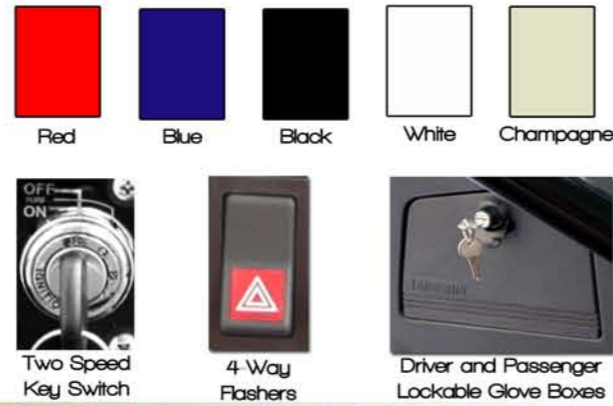 Red
Blue
Black
White
Champagne
OFF
ON
Two Speed
Key Switch
4-Way
Flashers
Driver and Passenger
Lockable Glove Boxes